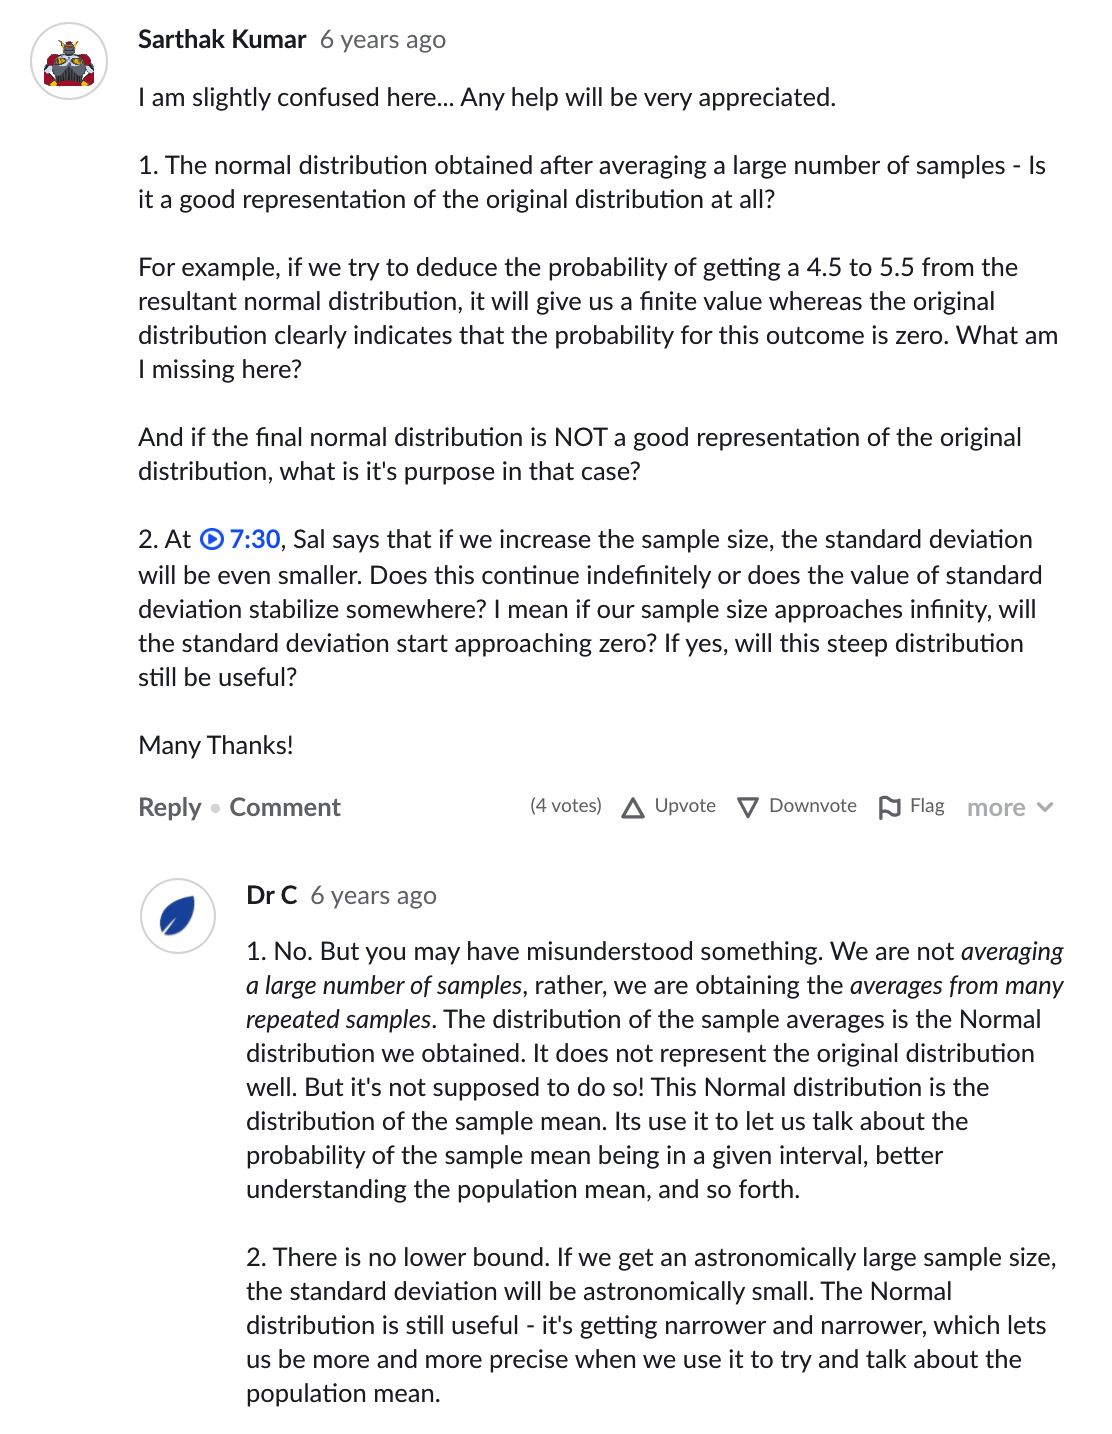 Sarthak Kumar 6 years ago
I am slightly confused here... Any help will be very appreciated.
1. The normal distribution obtained after averaging a large number of samples - Is
it a good representation of the original distribution at all?
For example, if we try to deduce the probability of getting a 4.5 to 5.5 from the
resultant normal distribution, it will give us a finite value whereas the original
distribution clearly indicates that the probability for this outcome is zero. What am
I missing here?
And if the final normal distribution is NOT a good representation of the original
distribution, what is it's purpose in that case?
2. At 7:30, Sal says that if we increase the sample size, the standard deviation
will be even smaller. Does this continue indefinitely or does the value of standard
deviation stabilize somewhere? I mean if our sample size approaches infinity, will
the standard deviation start approaching zero? If yes, will this steep distribution
still be useful?
Many Thanks!
Reply • Comment (4 votes) Upvote Downvote Flag more
Dr C 6 years ago
1. No. But you may have misunderstood something. We are not averaging
a large number of samples, rather, we are obtaining the averages from many
repeated samples. The distribution of the sample averages is the Normal
distribution we obtained. It does not represent the original distribution
well. But it's not supposed to do so! This Normal distribution is the
distribution of the sample mean. Its use it to let us talk about the
probability of the sample mean being in a given interval, better
understanding the population mean, and so forth.
2. There is no lower bound. If we get an astronomically large sample size,
the standard deviation will be astronomically small. The Normal
distribution is still useful - it's getting narrower and narrower, which lets
us be more and more precise when we use it to try and talk about the
population mean.